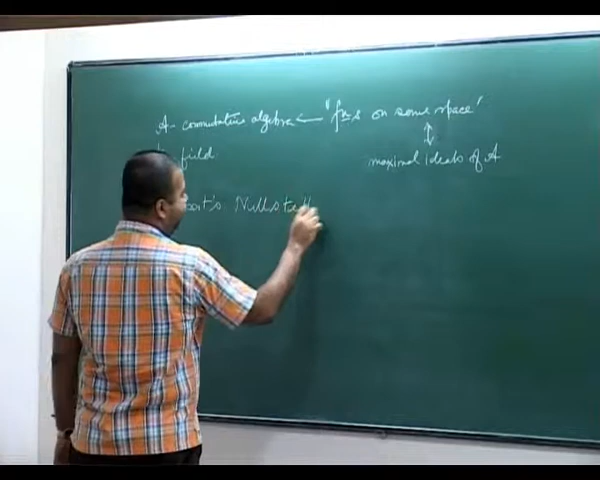 A - commutative algebra ← "fns on some space"
field ↕ maximal ideals of A
Nullstell